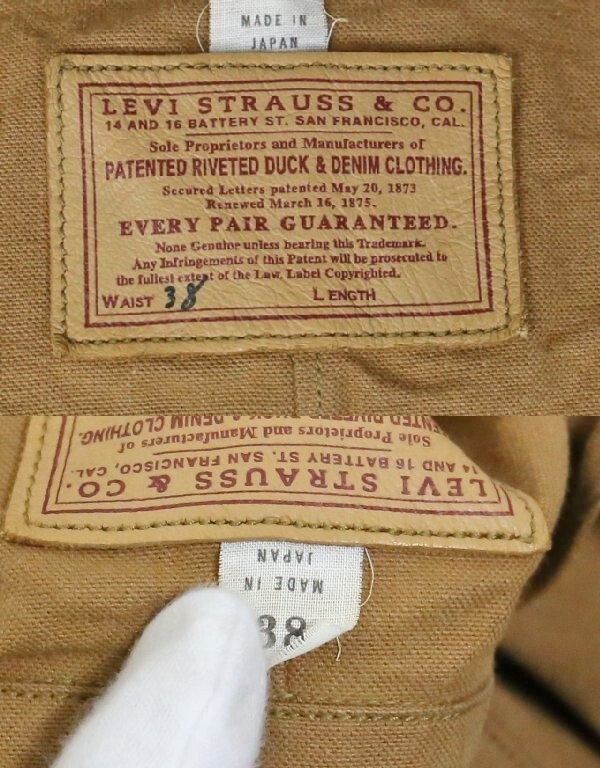 MADE IN
JAPAN
LEVI STRAUSS & CO.
14 AND 16 BATTERY ST. SAN FRANCISCO, CAL.
Sole Proprietors and Manufacturers of
PATENTED RIVETED DUCK & DENIM CLOTHING.
Secured Letters patented May 20, 1873
Renewed March 16, 1875.
EVERY PAIR GUARANTEED.
None Genuine unless bearing this Trademark.
Any Infringements of this Patent will be prosecuted to
the fullest extent of the Law. Label Copyrighted.
WAIST 38 LENGTH
DENIM CLOTHING.
Sole Proprietors and Manufacturers of
14 AND 16 BATTERY ST. SAN FRANCISCO, CAL.
LEVI STRAUSS & CO.
MADE IN
JAPAN
38